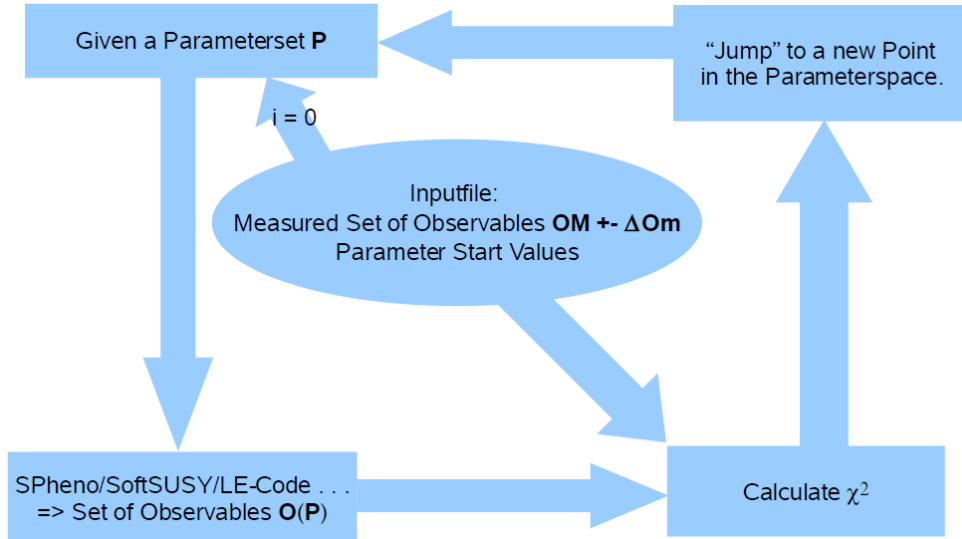 Given a Parameterset P
“Jump” to a new Point
in the Parameterspace.
i = 0
Inputfile:
Measured Set of Observables OM +- ΔOm
Parameter Start Values
SPheno/SoftSUSY/LE-Code . . .
=> Set of Observables O(P)
Calculate χ²